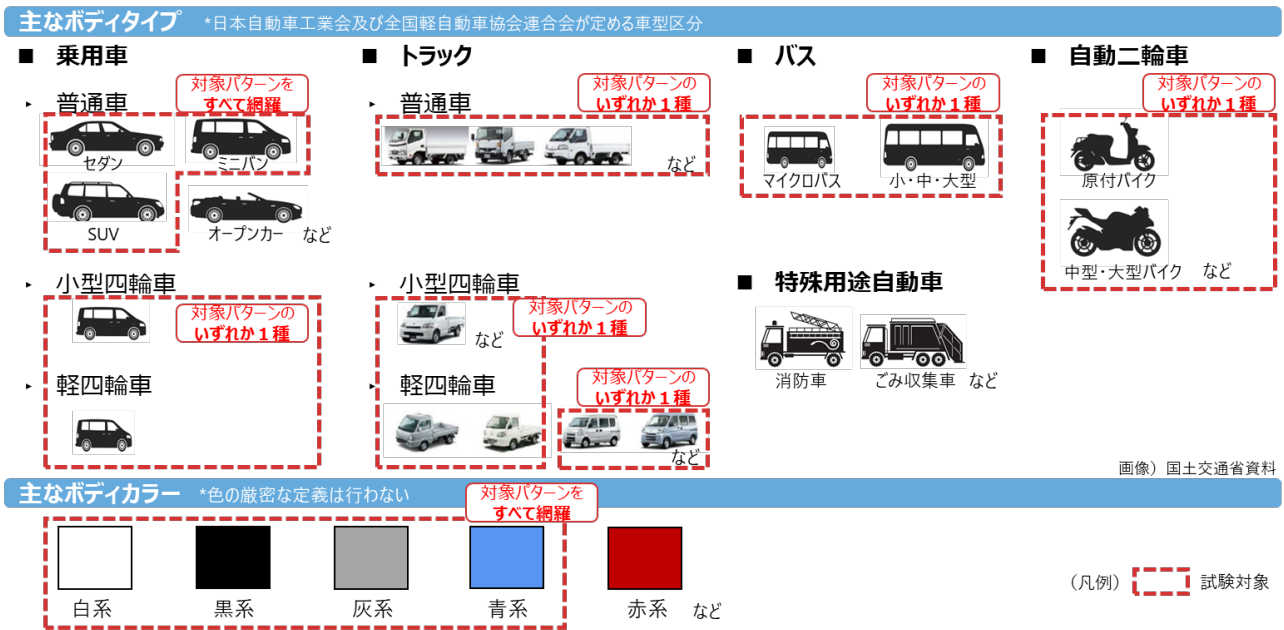 主なボディタイプ *日本自動車工業会及び全国軽自動車協会連合会が定める車型区分
■ 乗用車
対象パターンを
すべて網羅
▸ 普通車
セダン
ミニバン
SUV
オープンカー など
▸ 小型四輪車
対象パターンの
いずれか1種
▸ 軽四輪車
■ トラック
対象パターンの
いずれか1種
▸ 普通車
など
▸ 小型四輪車
対象パターンの
いずれか1種
など
▸ 軽四輪車
対象パターンの
いずれか1種
など
■ バス
対象パターンの
いずれか1種
マイクロバス
小・中・大型
■ 特殊用途自動車
消防車
ごみ収集車 など
■ 自動二輪車
対象パターンの
いずれか1種
原付バイク
中型・大型バイク など
画像）国土交通省資料
主なボディカラー *色の厳密な定義は行わない
対象パターンを
すべて網羅
白系
黒系
灰系
青系
赤系 など
（凡例） 試験対象